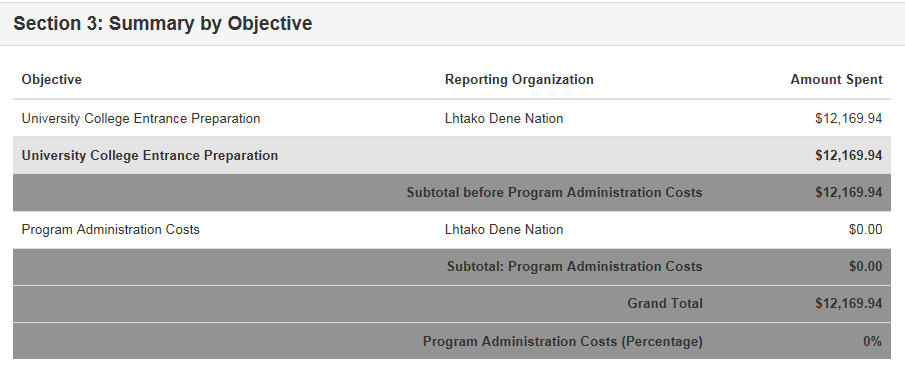 Section 3: Summary by Objective
Objective Reporting Organization Amount Spent
University College Entrance Preparation Lhtako Dene Nation $12,169.94
University College Entrance Preparation $12,169.94
Subtotal before Program Administration Costs $12,169.94
Program Administration Costs Lhtako Dene Nation $0.00
Subtotal: Program Administration Costs $0.00
Grand Total $12,169.94
Program Administration Costs (Percentage) 0%